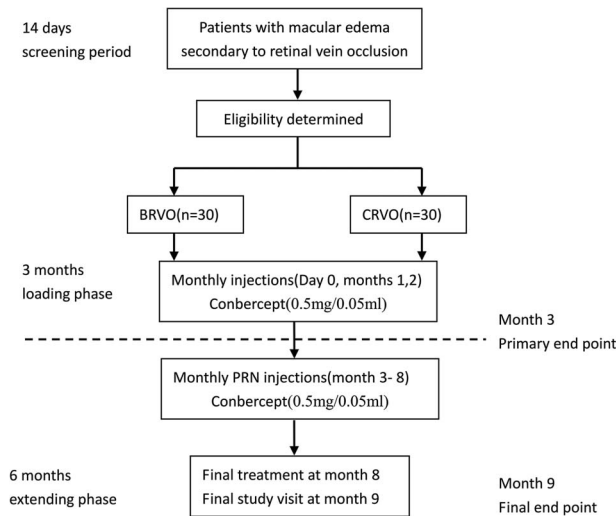 14 days
screening period
Patients with macular edema
secondary to retinal vein occlusion
Eligibility determined
BRVO(n=30)
CRVO(n=30)
3 months
loading phase
Monthly injections(Day 0, months 1,2)
Conbercept(0.5mg/0.05ml)
Month 3
Primary end point
Monthly PRN injections(month 3- 8)
Conbercept(0.5mg/0.05ml)
6 months
extending phase
Final treatment at month 8
Final study visit at month 9
Month 9
Final end point